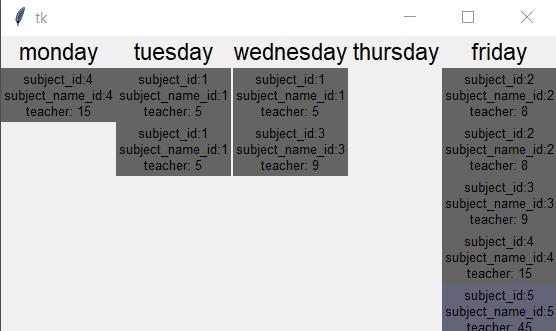 tk
monday tuesday wednesday thursday friday
subject_id:4 subject_id:1 subject_id:1 subject_id:2
subject_name_id:4 subject_name_id:1 subject_name_id:1 subject_name_id:2
teacher: 15 teacher: 5 teacher: 5 teacher: 8
subject_id:1 subject_id:3 subject_id:2
subject_name_id:1 subject_name_id:3 subject_name_id:2
teacher: 5 teacher: 9 teacher: 8
subject_id:3
subject_name_id:3
teacher: 9
subject_id:4
subject_name_id:4
teacher: 15
subject_id:5
subject_name_id:5
teacher: 45